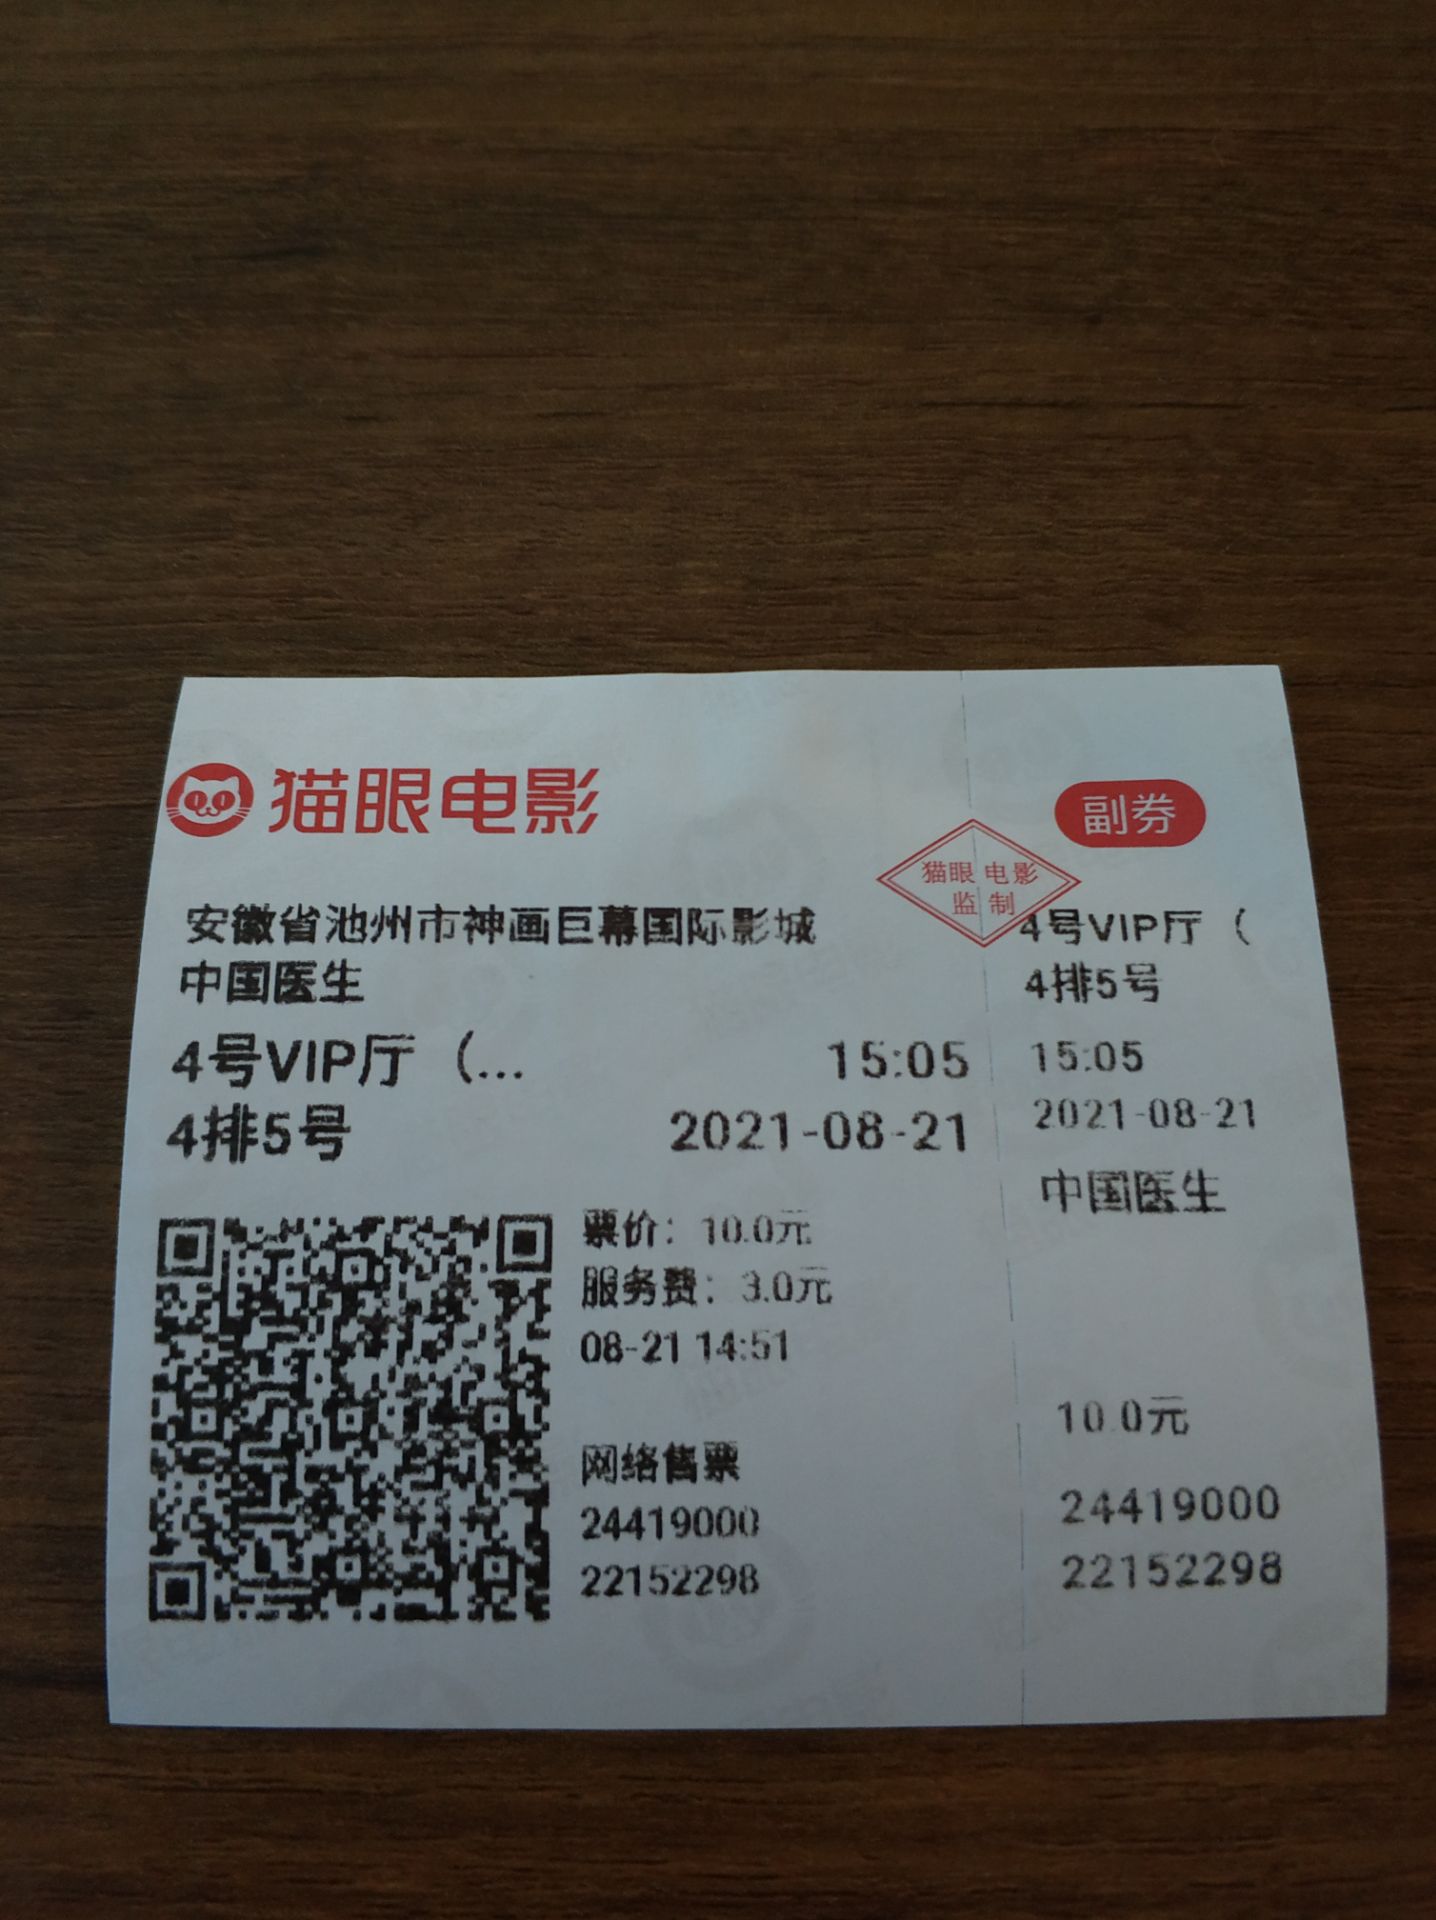 猫眼电影
安徽省池州市神画巨幕国际影城
中国医生
4号VIP厅（...
15:05
4排5号
2021-08-21
票价：10.0元
服务费：3.0元
08-21 14:51
网络售票
24419000
22152298
猫眼电影
监制
副券
4号VIP厅（
4排5号
15:05
2021-08-21
中国医生
10.0元
24419000
22152298